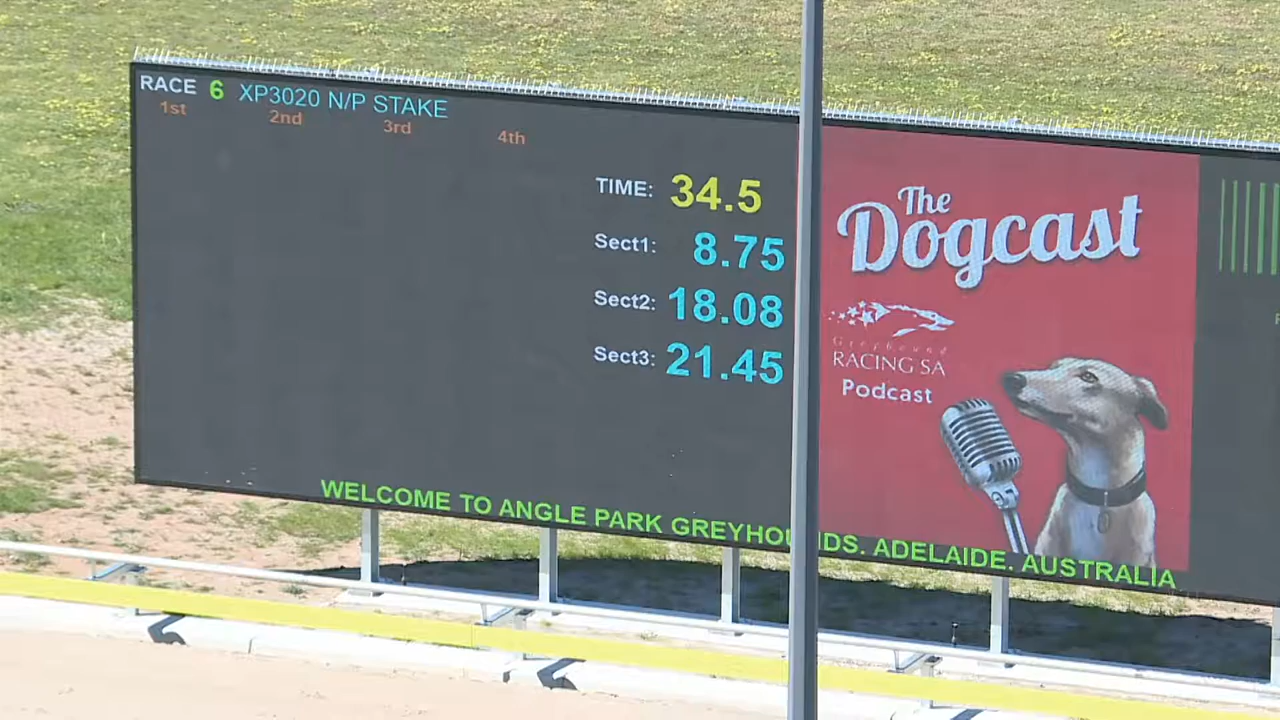 RACE 6 XP3020 N/P STAKE
1st 2nd 3rd 4th
TIME: 34.5
Sect1: 8.75
Sect2: 18.08
Sect3: 21.45
The
Dogcast
Greyhound
RACING SA
Podcast
WELCOME TO ANGLE PARK GREYHOUNDS. ADELAIDE. AUSTRALIA